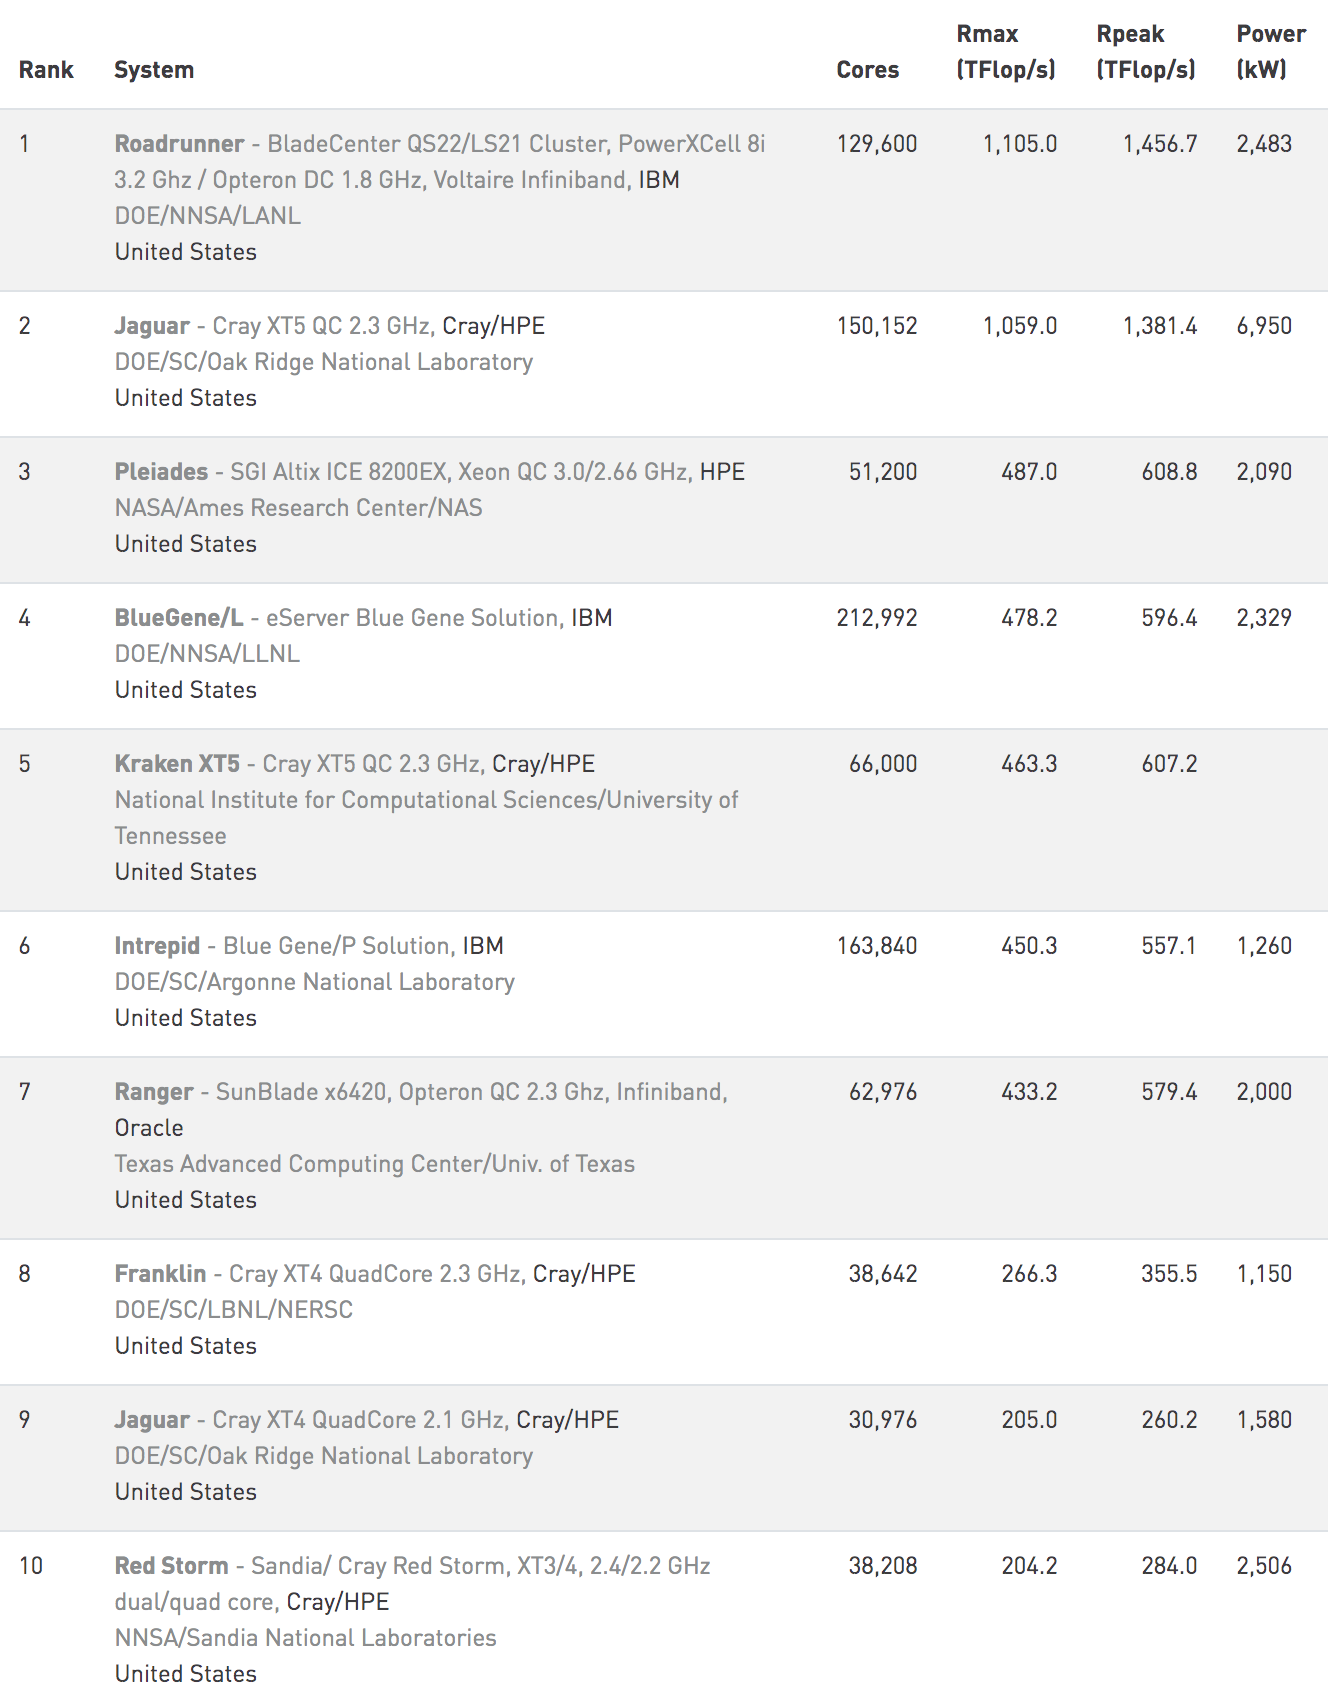 Rank System Cores Rmax (TFlop/s) Rpeak (TFlop/s) Power (kW)
1 Roadrunner - BladeCenter QS22/LS21 Cluster, PowerXCell 8i 129,600 1,105.0 1,456.7 2,483
3.2 Ghz / Opteron DC 1.8 GHz, Voltaire Infiniband, IBM
DOE/NNSA/LANL
United States
2 Jaguar - Cray XT5 QC 2.3 GHz, Cray/HPE 150,152 1,059.0 1,381.4 6,950
DOE/SC/Oak Ridge National Laboratory
United States
3 Pleiades - SGI Altix ICE 8200EX, Xeon QC 3.0/2.66 GHz, HPE 51,200 487.0 608.8 2,090
NASA/Ames Research Center/NAS
United States
4 BlueGene/L - eServer Blue Gene Solution, IBM 212,992 478.2 596.4 2,329
DOE/NNSA/LLNL
United States
5 Kraken XT5 - Cray XT5 QC 2.3 GHz, Cray/HPE 66,000 463.3 607.2
National Institute for Computational Sciences/University of
Tennessee
United States
6 Intrepid - Blue Gene/P Solution, IBM 163,840 450.3 557.1 1,260
DOE/SC/Argonne National Laboratory
United States
7 Ranger - SunBlade x6420, Opteron QC 2.3 Ghz, Infiniband, 62,976 433.2 579.4 2,000
Oracle
Texas Advanced Computing Center/Univ. of Texas
United States
8 Franklin - Cray XT4 QuadCore 2.3 GHz, Cray/HPE 38,642 266.3 355.5 1,150
DOE/SC/LBNL/NERSC
United States
9 Jaguar - Cray XT4 QuadCore 2.1 GHz, Cray/HPE 30,976 205.0 260.2 1,580
DOE/SC/Oak Ridge National Laboratory
United States
10 Red Storm - Sandia/ Cray Red Storm, XT3/4, 2.4/2.2 GHz 38,208 204.2 284.0 2,506
dual/quad core, Cray/HPE
NNSA/Sandia National Laboratories
United States